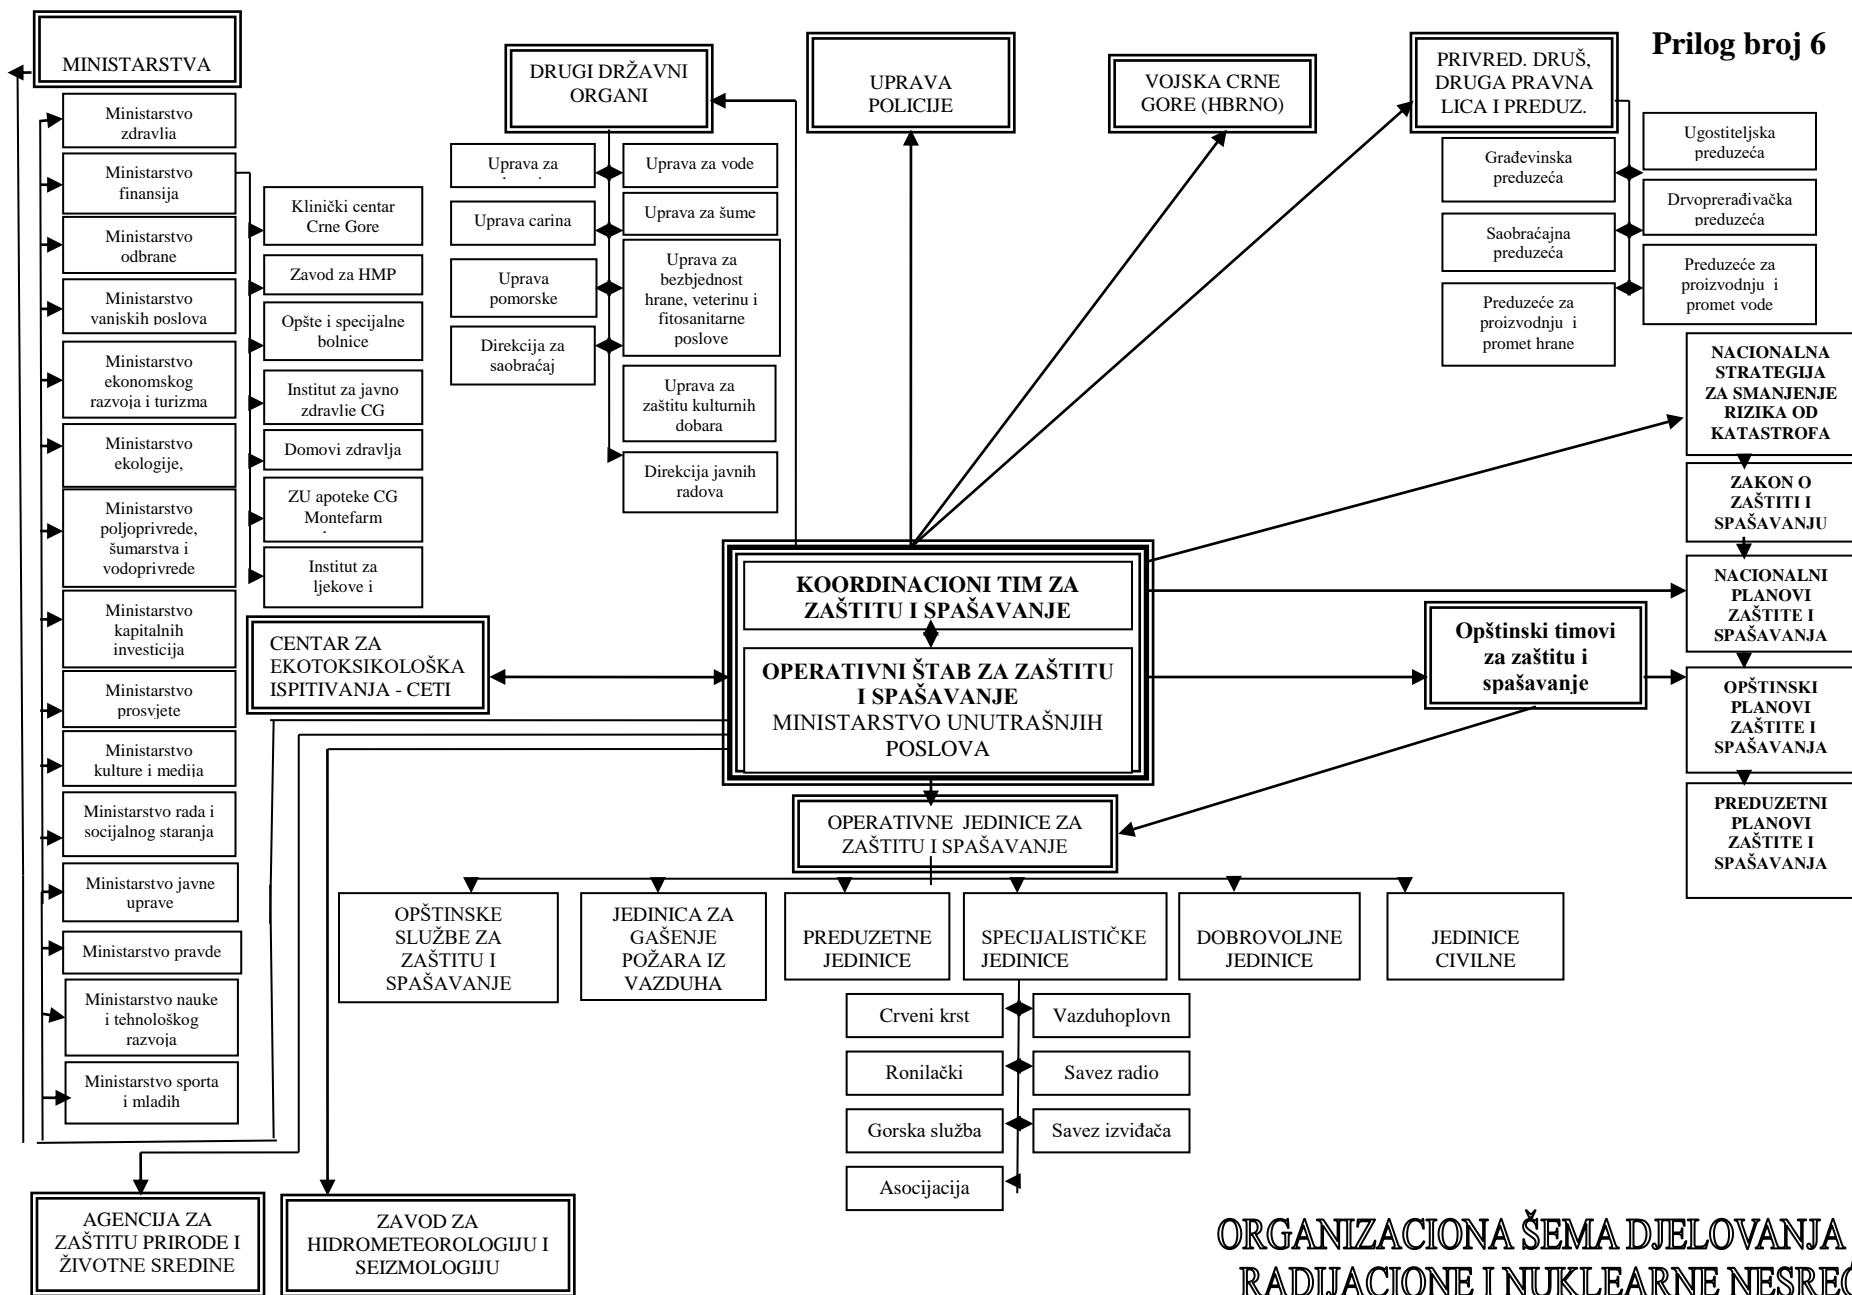 Prilog broj 6
MINISTARSTVA
Ministarstvo
zdravlja
Ministarstvo
finansija
Ministarstvo
odbrane
Ministarstvo
vanjskih poslova
Ministarstvo
ekonomskog
razvoja i turizma
Ministarstvo
ekologije,
Ministarstvo
poljoprivrede,
šumarstva i
vodoprivrede
Ministarstvo
kapitalnih
investicija
Ministarstvo
prosvjete
Ministarstvo
kulture i medija
Ministarstvo rada i
socijalnog staranja
Ministarstvo javne
uprave
Ministarstvo pravde
Ministarstvo nauke
i tehnološkog
razvoja
Ministarstvo sporta
i mladih
Klinički centar
Crne Gore
Zavod za HMP
Opšte i specijalne
bolnice
Institut za javno
zdravlje CG
Domovi zdravlja
ZU apoteke CG
Montefarm
Institut za
ljekove i
DRUGI DRŽAVNI
ORGANI
Uprava za
Uprava carina
Uprava
pomorske
Direkcija za
saobraćaj
Uprava za vode
Uprava za šume
Uprava za
bezbjednost
hrane, veterinu i
fitosanitarne
poslove
Uprava za
zaštitu kulturnih
dobara
Direkcija javnih
radova
UPRAVA
POLICIJE
VOJSKA CRNE
GORE (HBRNO)
PRIVRED. DRUŠ,
DRUGA PRAVNA
LICA I PREDUZ.
Građevinska
preduzeća
Saobraćajna
preduzeća
Preduzeće za
proizvodnju i
promet hrane
Ugostiteljska
preduzeća
Drvoprerađivačka
preduzeća
Preduzeće za
proizvodnju i
promet vode
NACIONALNA
STRATEGIJA
ZA SMANJENJE
RIZIKA OD
KATASTROFA
ZAKON O
ZAŠTITI I
SPAŠAVANJU
NACIONALNI
PLANOVI
ZAŠTITE I
SPAŠAVANJA
OPŠTINSKI
PLANOVI
ZAŠTITE I
SPAŠAVANJA
PREDUZETNI
PLANOVI
ZAŠTITE I
SPAŠAVANJA
KOORDINACIONI TIM ZA
ZAŠTITU I SPAŠAVANJE
OPERATIVNI ŠTAB ZA ZAŠTITU
I SPAŠAVANJE
MINISTARSTVO UNUTRAŠNJIH
POSLOVA
CENTAR ZA
EKOTOKSIKOLOŠKA
ISPITIVANJA - CETI
Opštinski timovi
za zaštitu i
spašavanje
OPERATIVNE JEDINICE ZA
ZAŠTITU I SPAŠAVANJE
OPŠTINSKE
SLUŽBE ZA
ZAŠTITU I
SPAŠAVANJE
JEDINICA ZA
GAŠENJE
POŽARA IZ
VAZDUHA
PREDUZETNE
JEDINICE
SPECIJALISTIČKE
JEDINICE
DOBROVOLJNE
JEDINICE
JEDINICE
CIVILNE
Crveni krst
Ronilački
Gorska služba
Asocijacija
Vazduhoplovn
Savez radio
Savez izviđača
AGENCIJA ZA
ZAŠTITU PRIRODE I
ŽIVOTNE SREDINE
ZAVOD ZA
HIDROMETEOROLOGIJU I
SEIZMOLOGIJU
ORGANIZACIONA ŠEMA DJELOVANJA
RADIJACIONE I NUKLEARNE NESREĆ